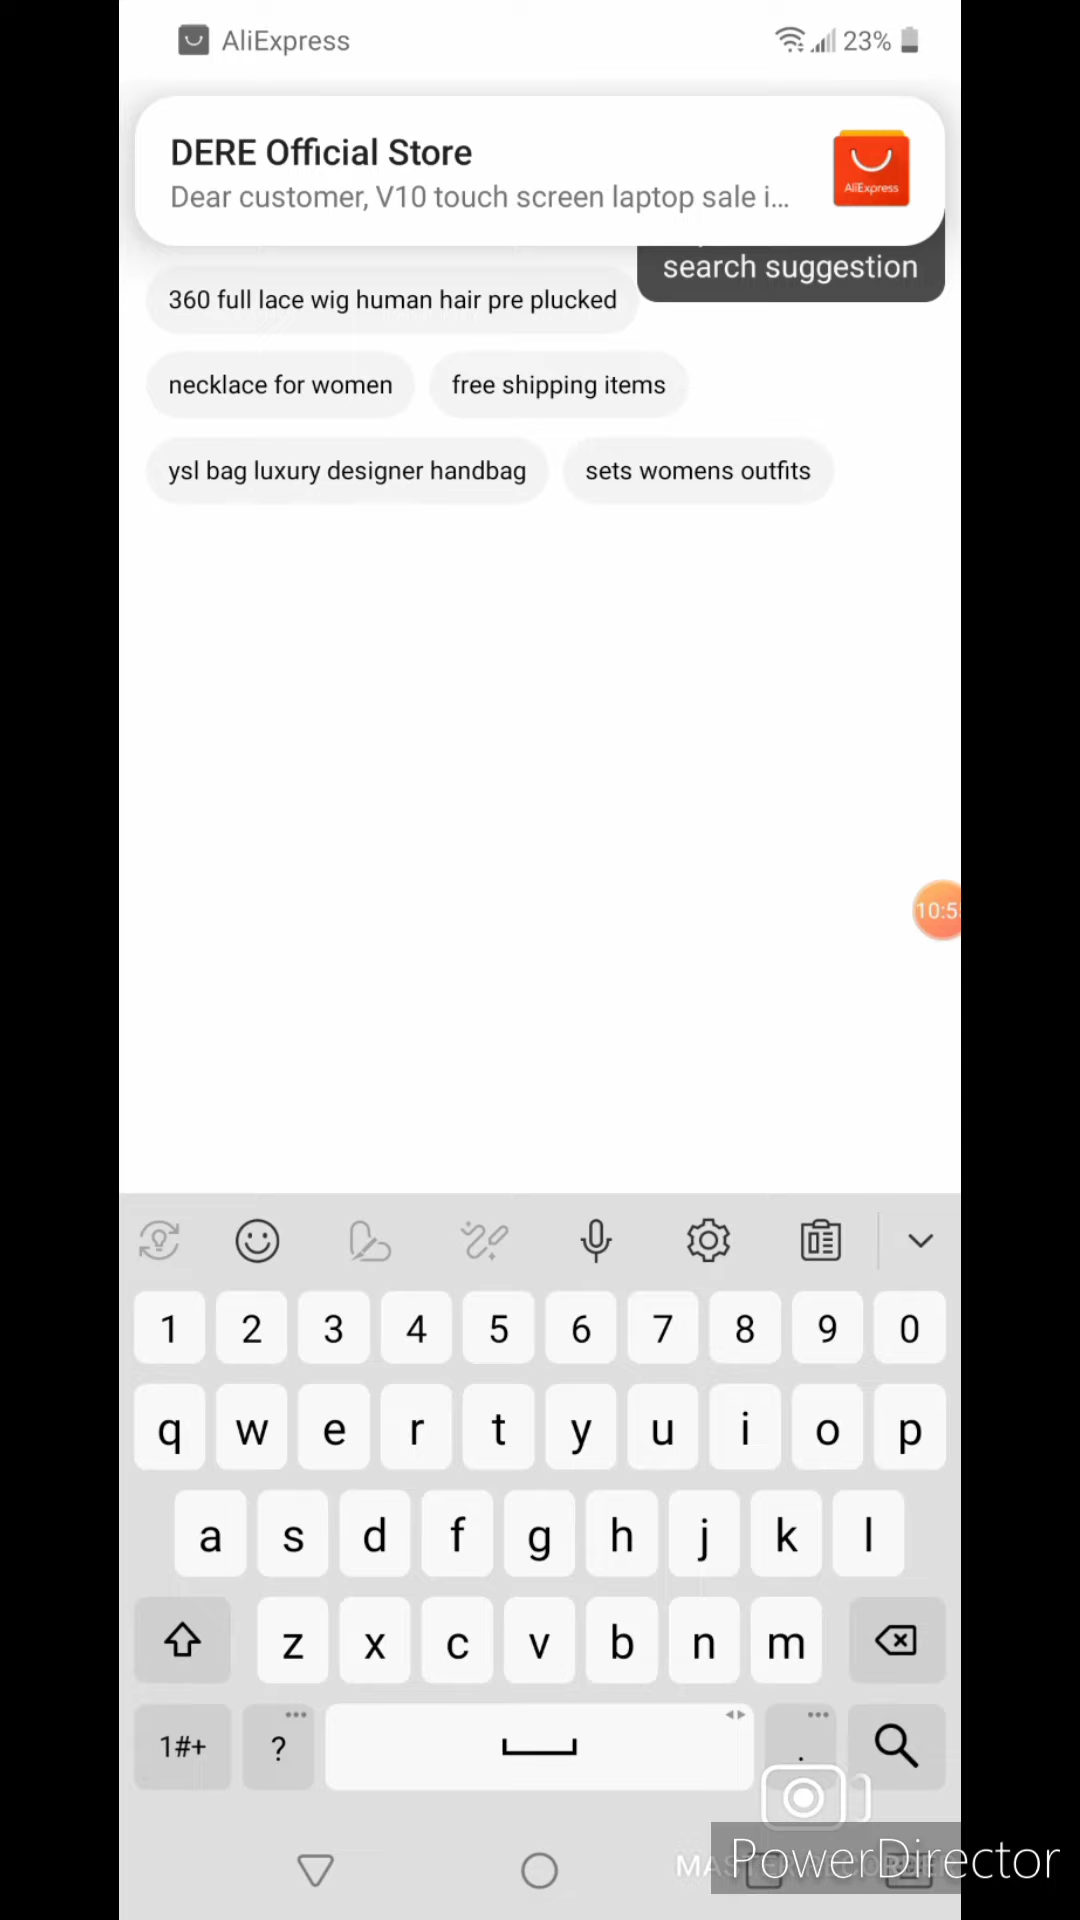 AliExpress
23%
DERE Official Store
Dear customer, V10 touch screen laptop sale i...
AliExpress
search suggestion
360 full lace wig human hair pre plucked
necklace for women
free shipping items
ysl bag luxury designer handbag
sets womens outfits
10:5
1 2 3 4 5 6 7 8 9 0
q w e r t y u i o p
a s d f g h j k l
z x c v b n m
1#+ ? .
PowerDirector